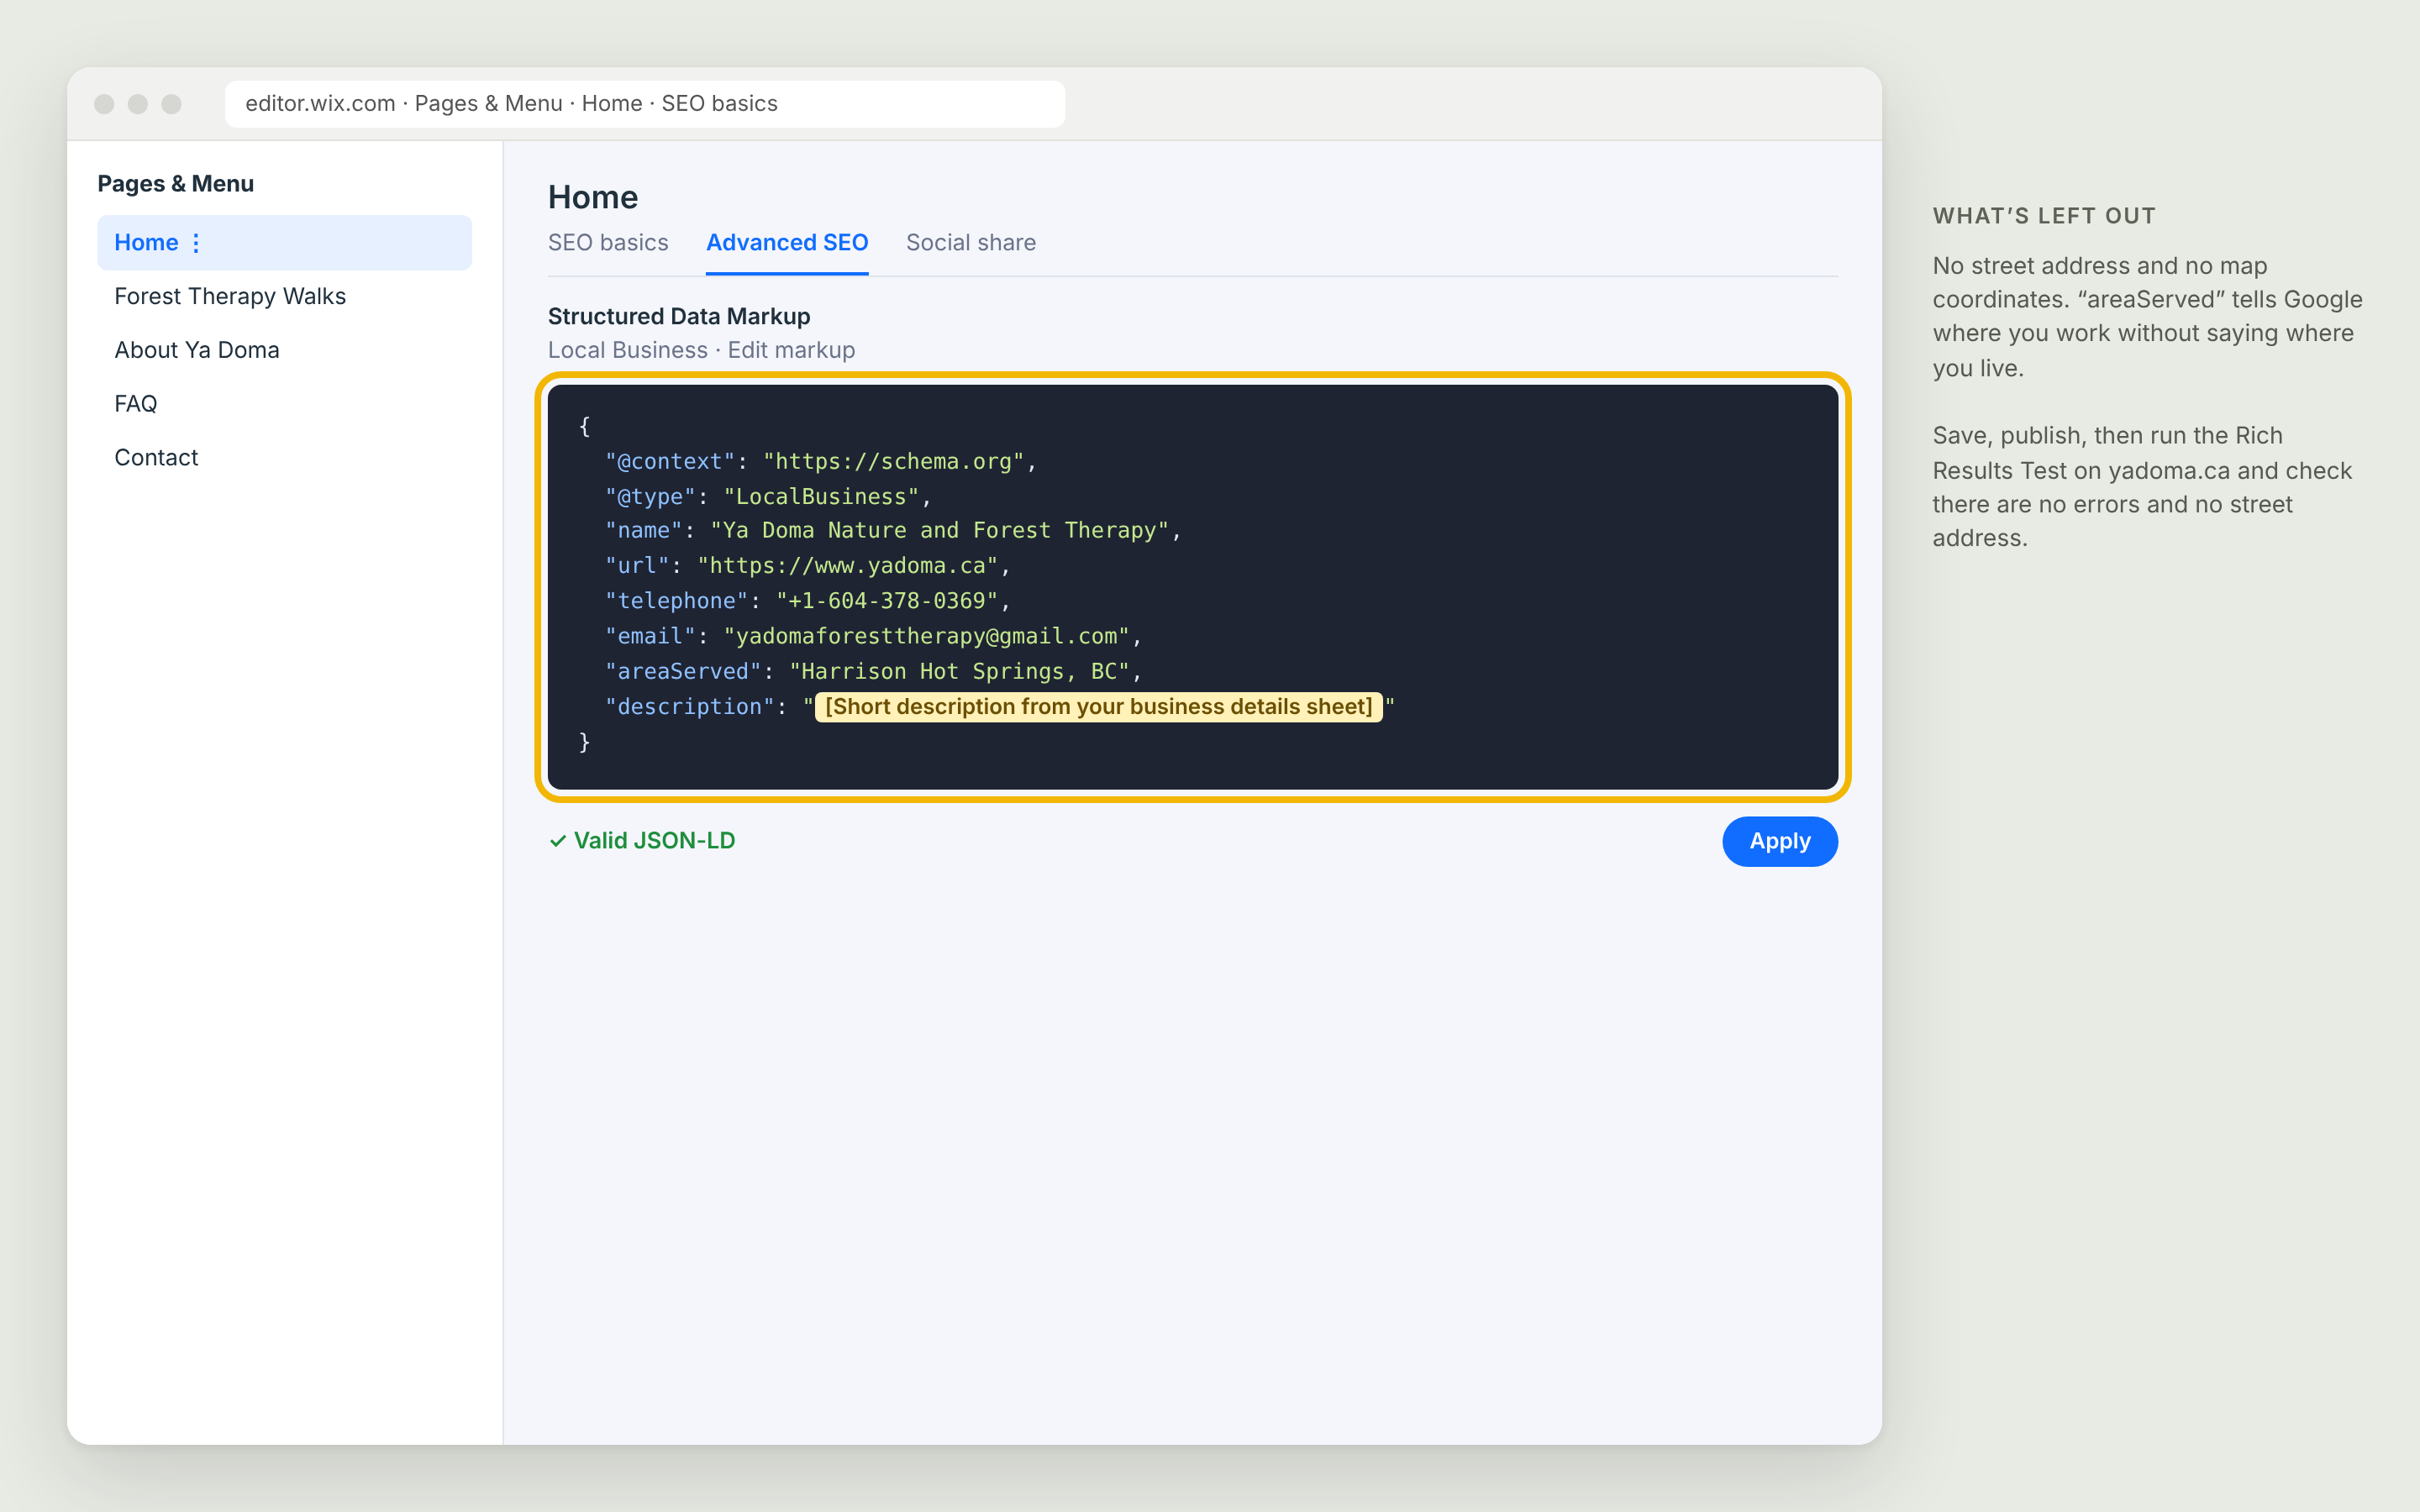 editor.wix.com · Pages & Menu · Home · SEO basics
Pages & Menu
Home ⋮
Forest Therapy Walks
About Ya Doma
FAQ
Contact
Home
SEO basics Advanced SEO Social share
Structured Data Markup
Local Business · Edit markup
{
  "@context": "https://schema.org",
  "@type": "LocalBusiness",
  "name": "Ya Doma Nature and Forest Therapy",
  "url": "https://www.yadoma.ca",
  "telephone": "+1-604-378-0369",
  "email": "yadomaforesttherapy@gmail.com",
  "areaServed": "Harrison Hot Springs, BC",
  "description": "[Short description from your business details sheet]"
}
✓ Valid JSON-LD
Apply
WHAT’S LEFT OUT
No street address and no map
coordinates. “areaServed” tells Google
where you work without saying where
you live.
Save, publish, then run the Rich
Results Test on yadoma.ca and check
there are no errors and no street
address.